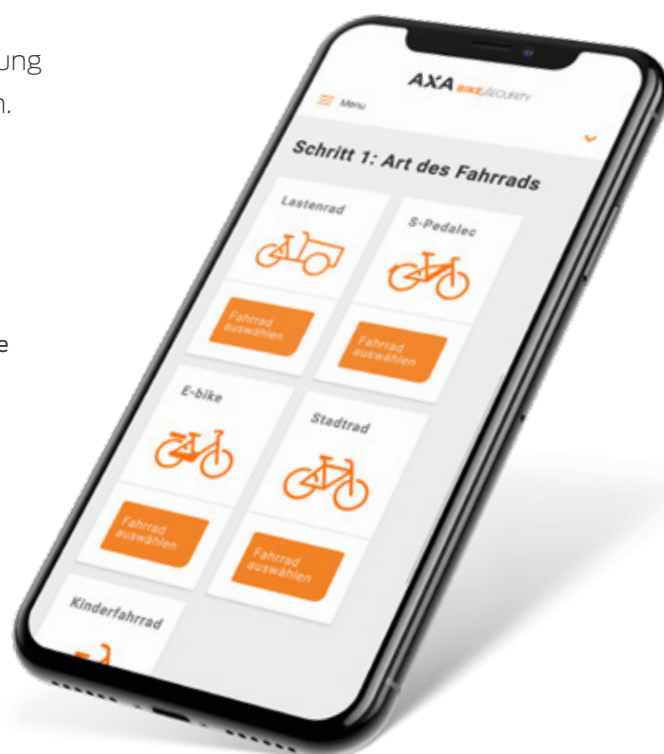 ung
n.
e
AXA BIKE SECURITY
Menu
Schritt 1: Art des Fahrrads
Lastenrad
S-Pedalec
Fahrrad
auswählen
Fahrrad
auswählen
E-bike
Stadtrad
Fahrrad
auswählen
Fahrrad
auswählen
Kinderfahrrad